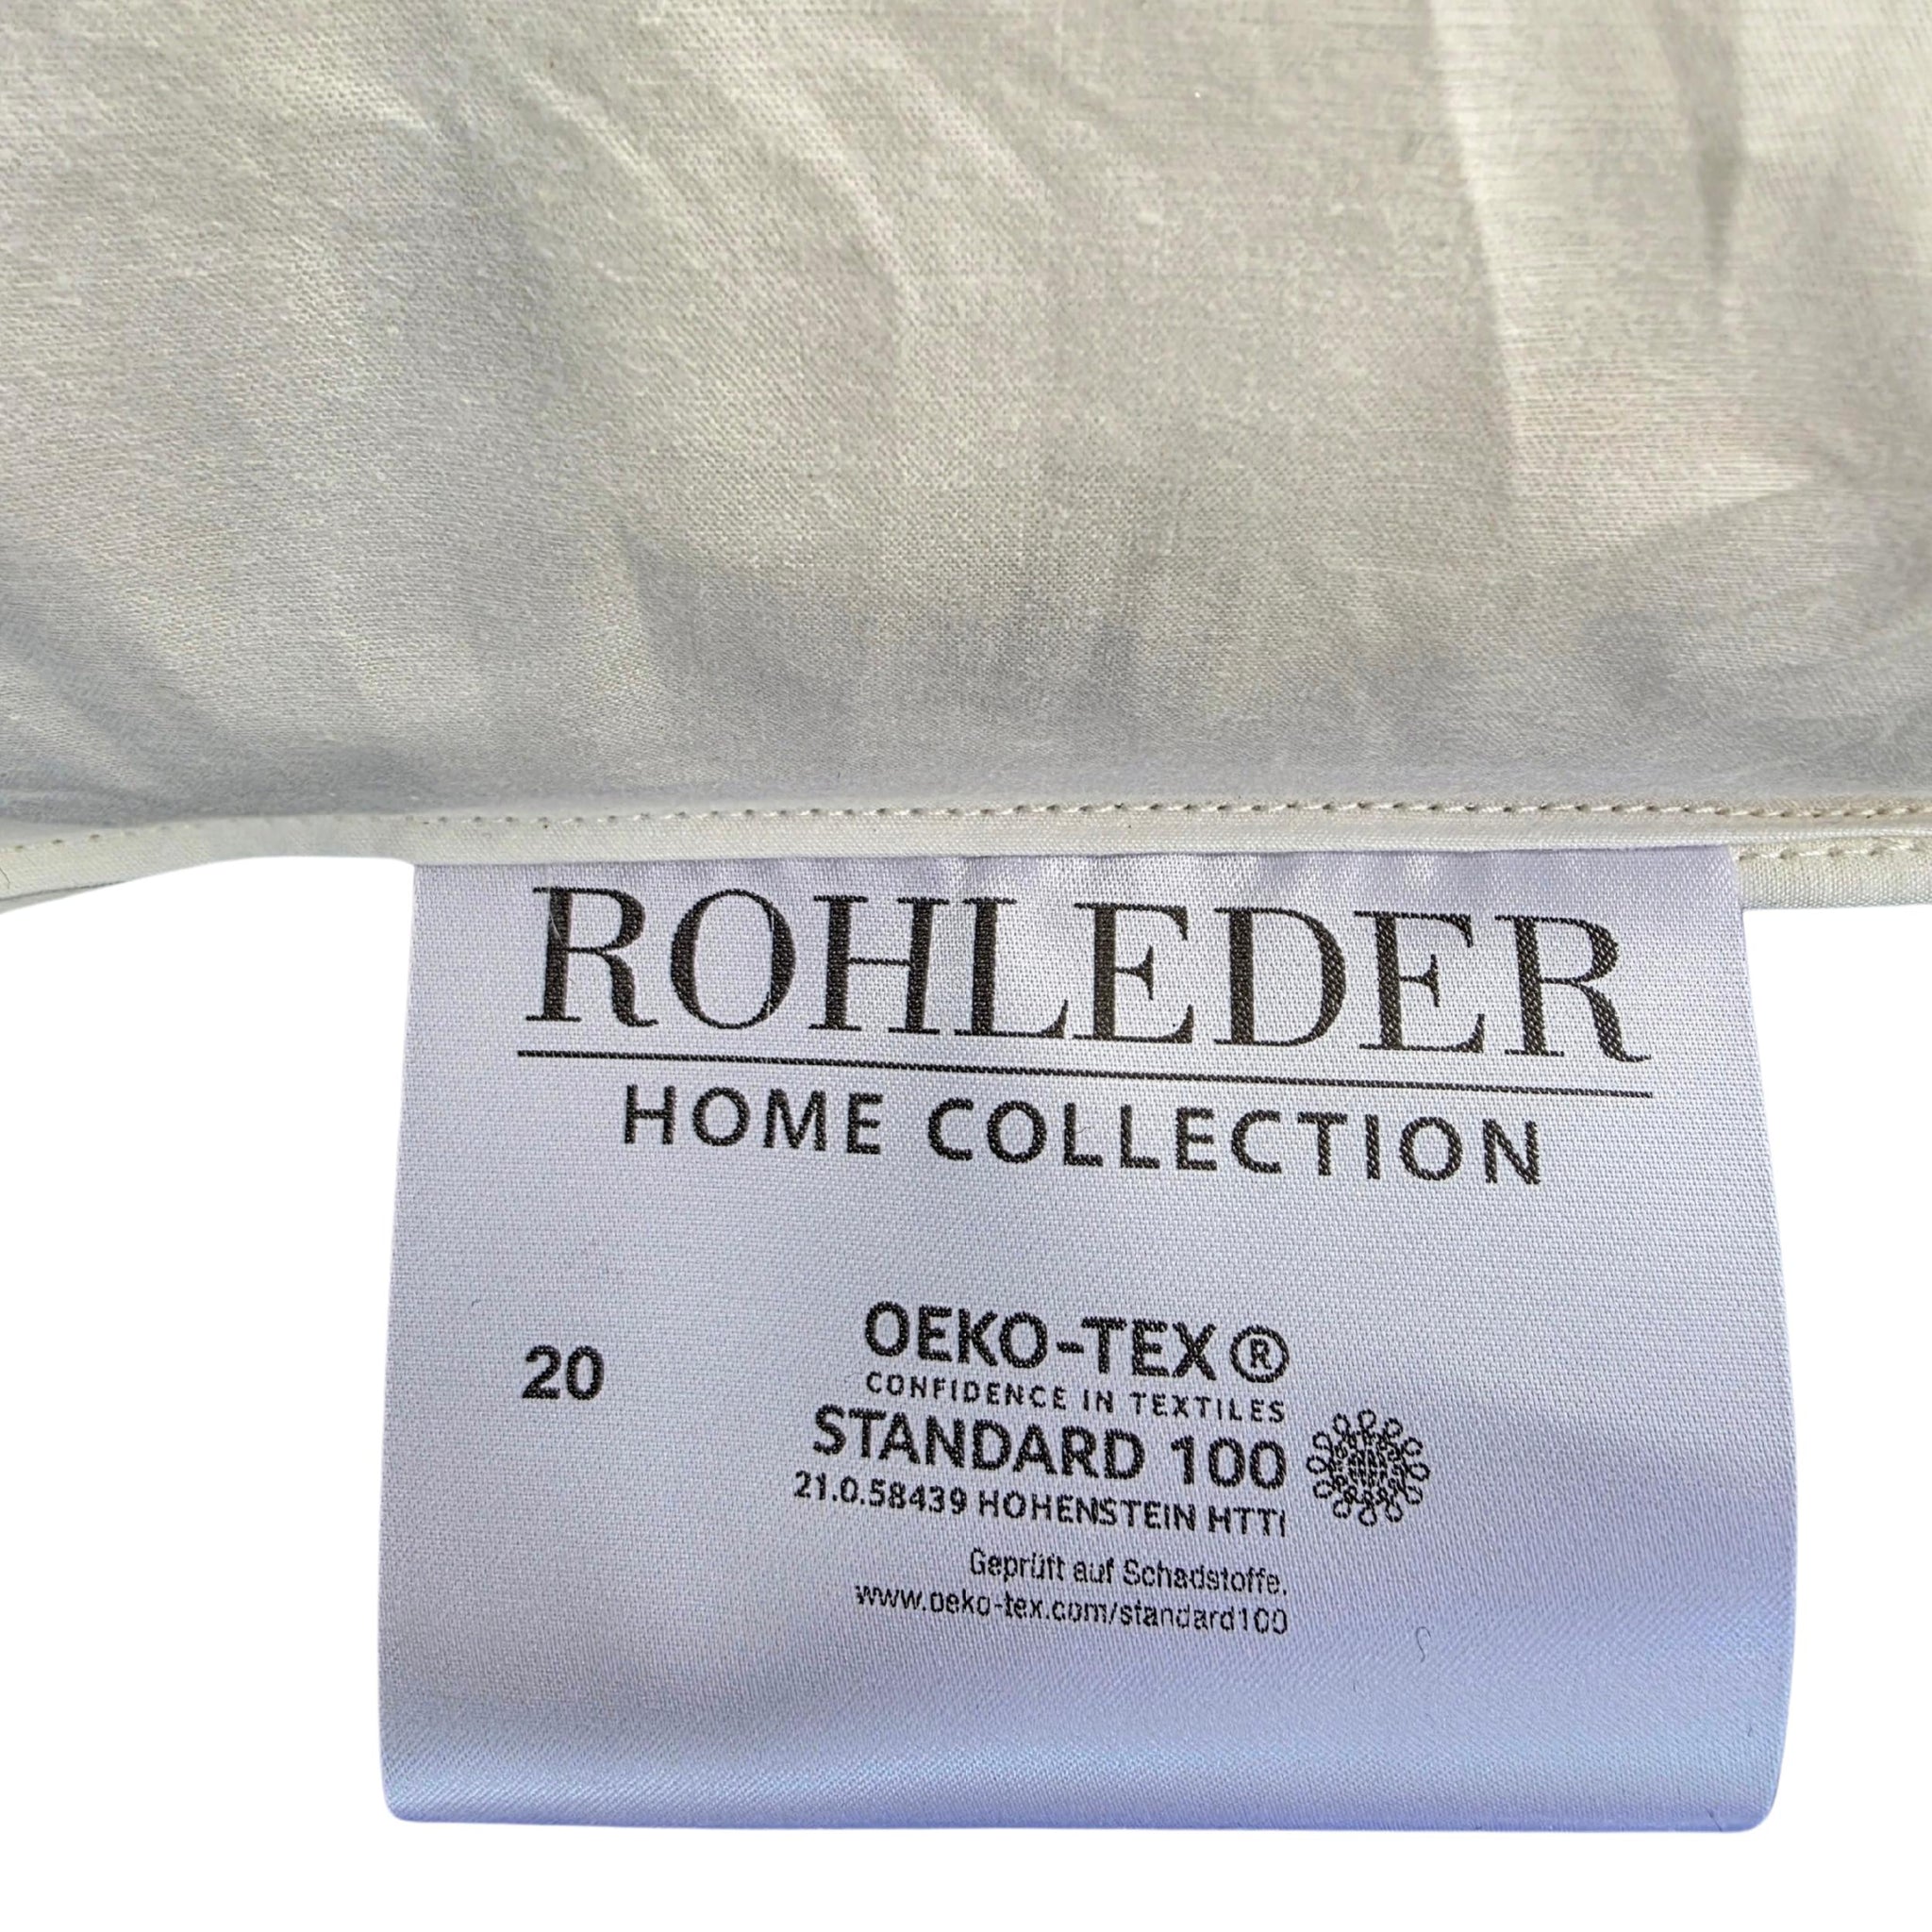 ROHLEDER
HOME COLLECTION
20
OEKO-TEX®
CONFIDENCE IN TEXTILES
STANDARD 100
21.0.58439 HOHENSTEIN HTTI
Geprüft auf Schadstoffe.
www.oeko-tex.com/standard100